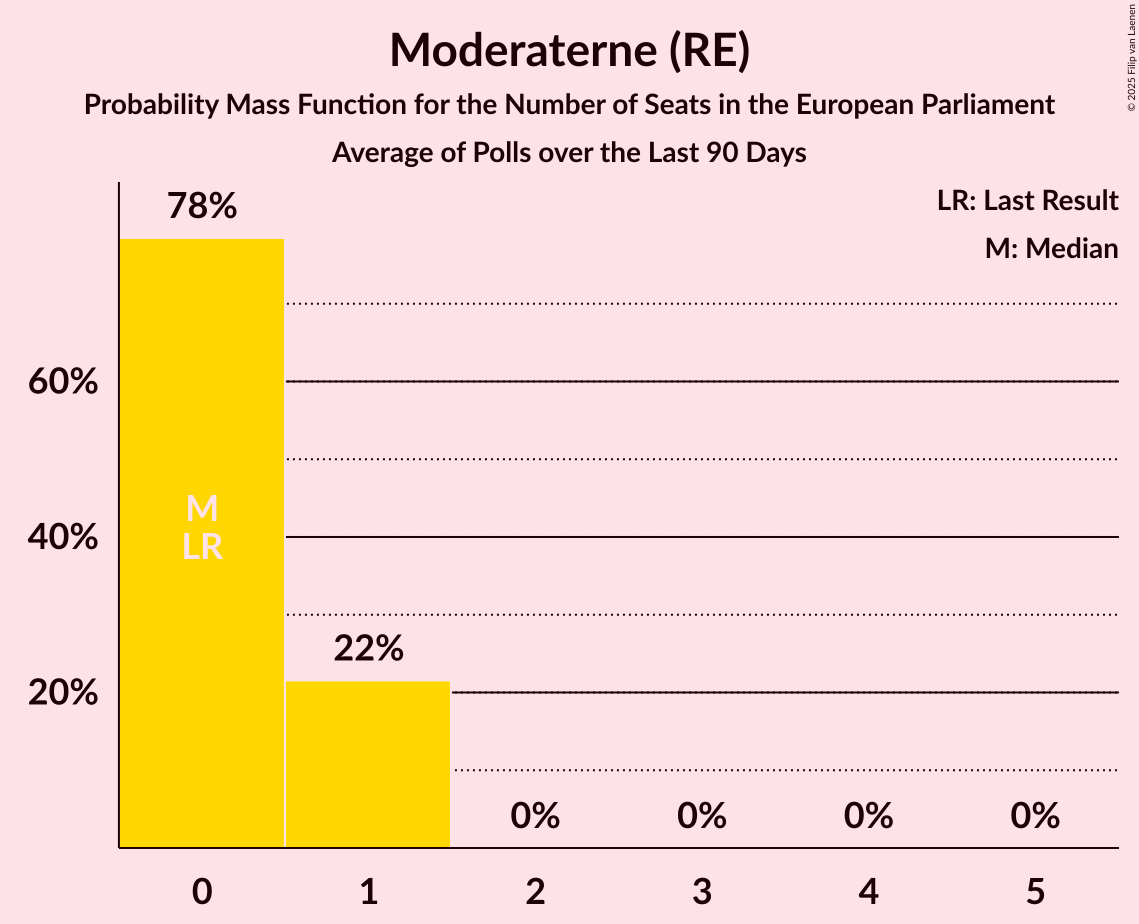 Moderaterne (RE)
Probability Mass Function for the Number of Seats in the European Parliament
Average of Polls over the Last 90 Days
© 2025 Filip van Laenen
LR: Last Result
M: Median
78%
60%
M
40%
LR
22%
20%
0% 0% 0% 0%
0 1 2 3 4 5